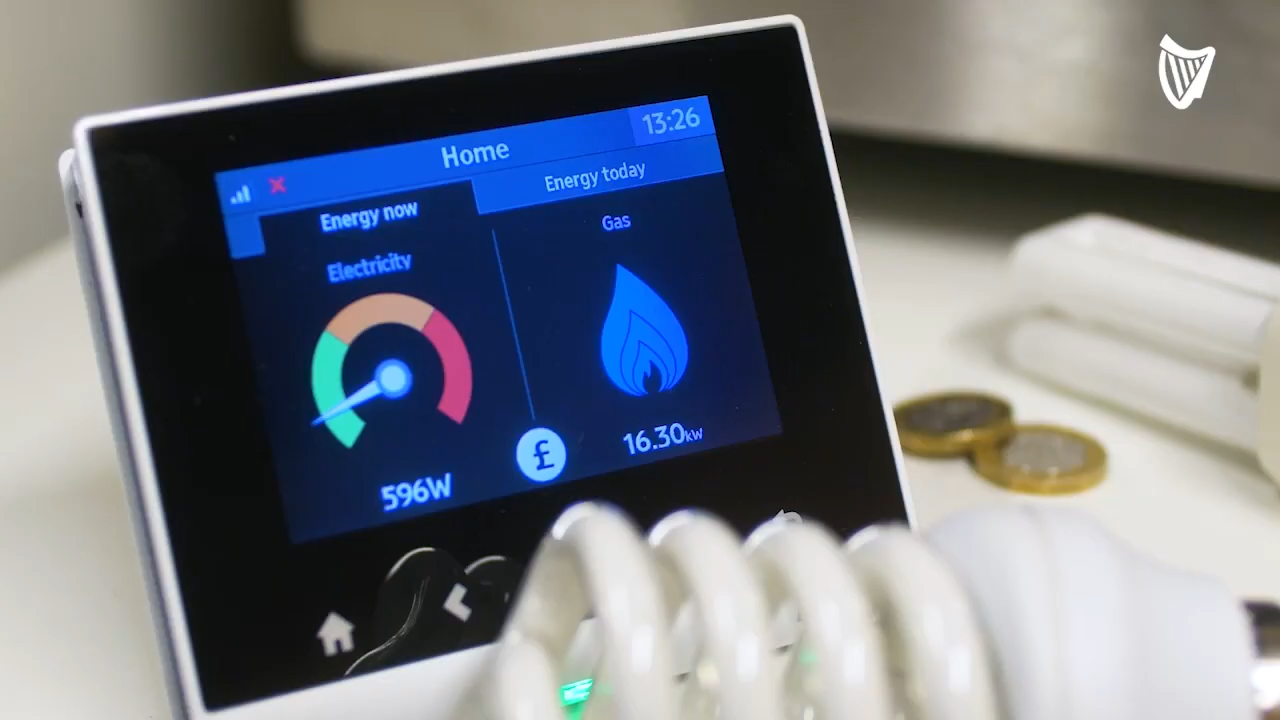 13:26
Home
Energy now
Energy today
Electricity
Gas
596W
£
16.30kW